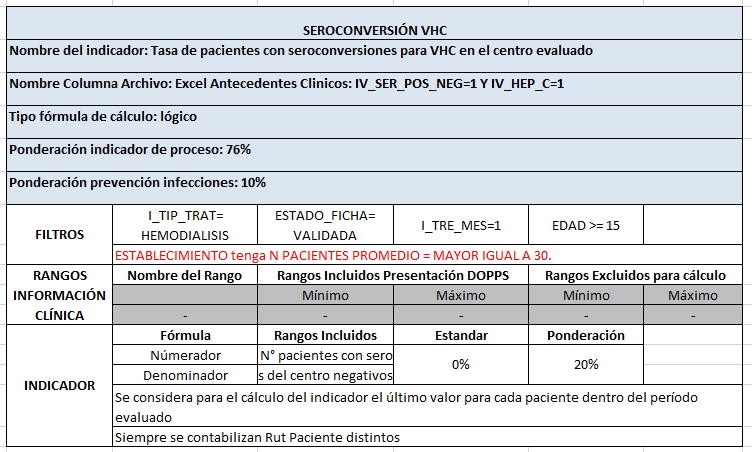 SEROCONVERSIÓN VHC
Nombre del indicador: Tasa de pacientes con seroconversiones para VHC en el centro evaluado
Nombre Columna Archivo: Excel Antecedentes Clinicos: IV_SER_POS_NEG=1 Y IV_HEP_C=1
Tipo fórmula de cálculo: lógico
Ponderación indicador de proceso: 76%
Ponderación prevención infecciones: 10%
FILTROS
I_TIP_TRAT=
HEMODIALISIS
ESTADO_FICHA=
VALIDADA
I_TRE_MES=1
EDAD >= 15
ESTABLECIMIENTO tenga N PACIENTES PROMEDIO = MAYOR IGUAL A 30.
RANGOS
INFORMACIÓN
CLÍNICA
Nombre del Rango
Rangos Incluidos Presentación DOPPS
Rangos Excluidos para cálculo
Mínimo
Máximo
Mínimo
Máximo
-
-
-
-
-
INDICADOR
Fórmula
Rangos Incluidos
Estandar
Ponderación
Númerador
N° pacientes con sero
0%
20%
Denominador
s del centro negativos
Se considera para el cálculo del indicador el último valor para cada paciente dentro del período
evaluado
Siempre se contabilizan Rut Paciente distintos